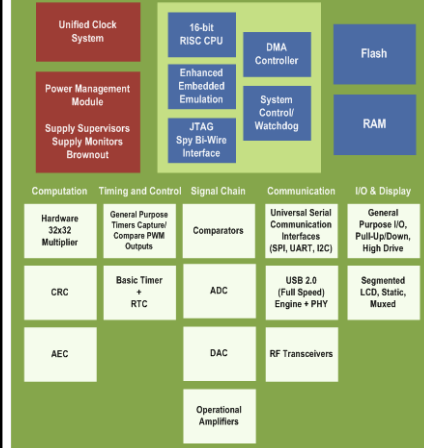 Unified Clock
System
Power Management
Module
Supply Supervisors
Supply Monitors
Brownout
16-bit
RISC CPU
Enhanced
Embedded
Emulation
JTAG
Spy Bi-Wire
Interface
DMA
Controller
System
Control/
Watchdog
Flash
RAM
Computation
Timing and Control
Signal Chain
Communication
I/O & Display
Hardware
32x32
Multiplier
General Purpose
Timers Capture/
Compare PWM
Outputs
Comparators
Universal Serial
Communication
Interfaces
(SPI, UART, I2C)
General
Purpose I/O,
Pull-Up/Down,
High Drive
CRC
Basic Timer
+
RTC
ADC
USB 2.0
(Full Speed)
Engine + PHY
Segmented
LCD, Static,
Muxed
AEC
DAC
RF Transceivers
Operational
Amplifiers